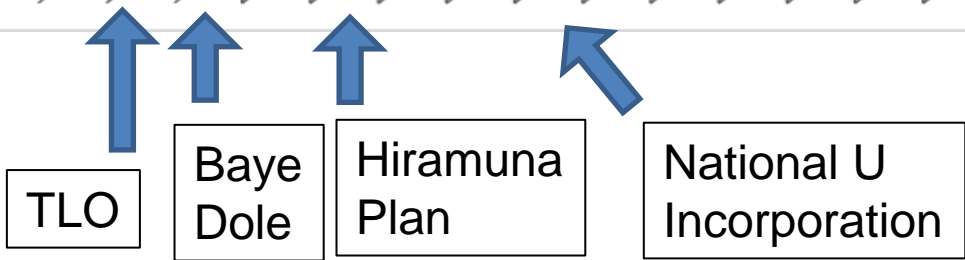 TLO
Baye
Dole
Hiramuna
Plan
National U
Incorporation